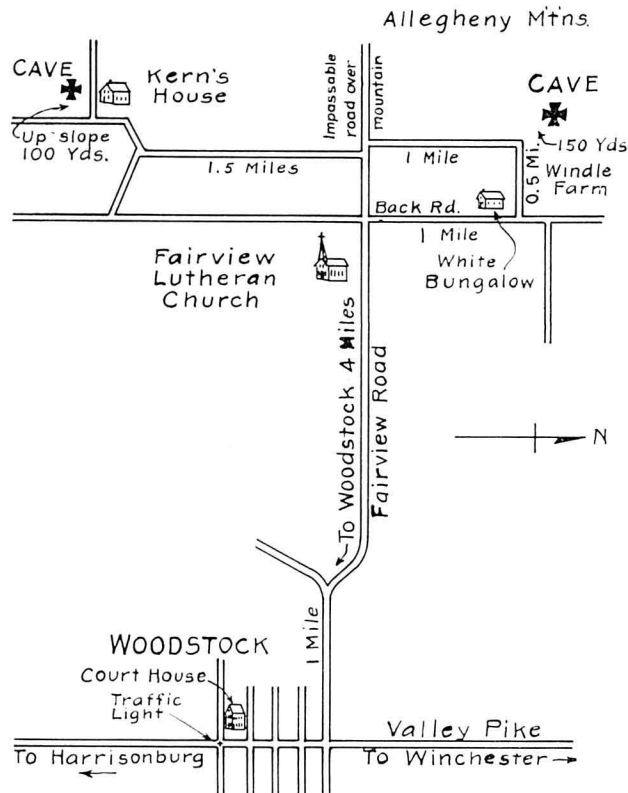 Allegheny Mtns.
CAVE
Kern's
House
Up-slope
100 Yds.
Impassable
road over
mountain
CAVE
150 Yds
Windle
Farm
1.5 Miles
1 Mile
0.5 Mi.
Back Rd.
1 Mile
White
Bungalow
Fairview
Lutheran
Church
To Woodstock 4 Miles
Fairview Road
N
1 Mile
WOODSTOCK
Court House
Traffic
Light
Valley Pike
To Harrisonburg
To Winchester